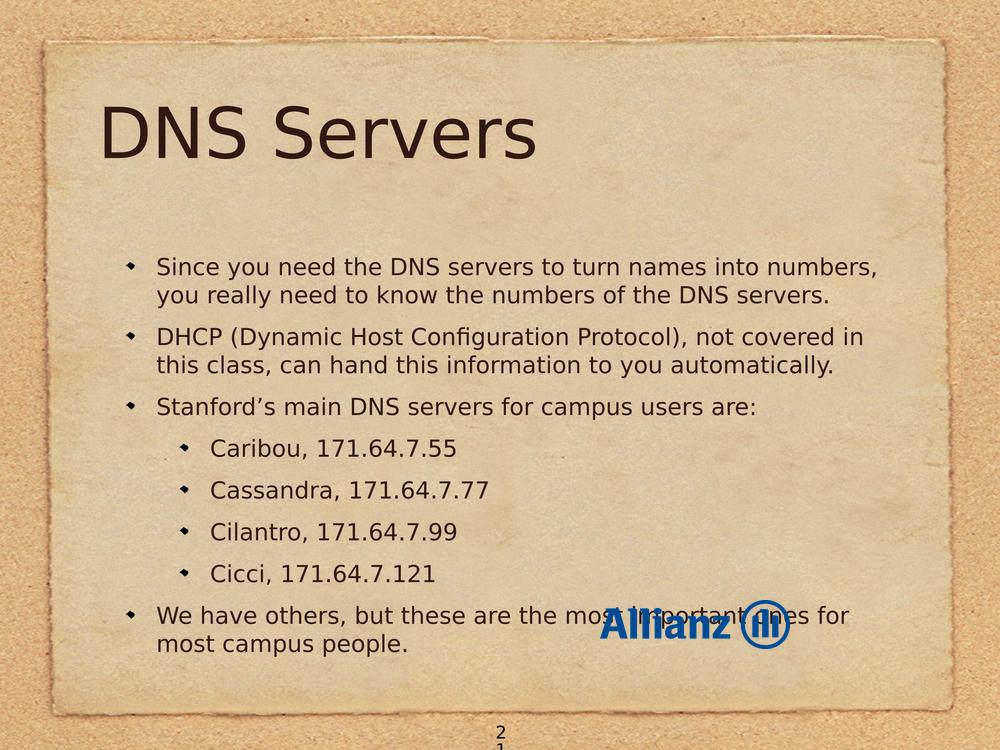 DNS Servers
Since you need the DNS servers to turn names into numbers,
you really need to know the numbers of the DNS servers.
DHCP (Dynamic Host Configuration Protocol), not covered in
this class, can hand this information to you automatically.
Stanford’s main DNS servers for campus users are:
Caribou, 171.64.7.55
Cassandra, 171.64.7.77
Cilantro, 171.64.7.99
Cicci, 171.64.7.121
We have others, but these are the most important ones for
most campus people.
Allianz
2
1